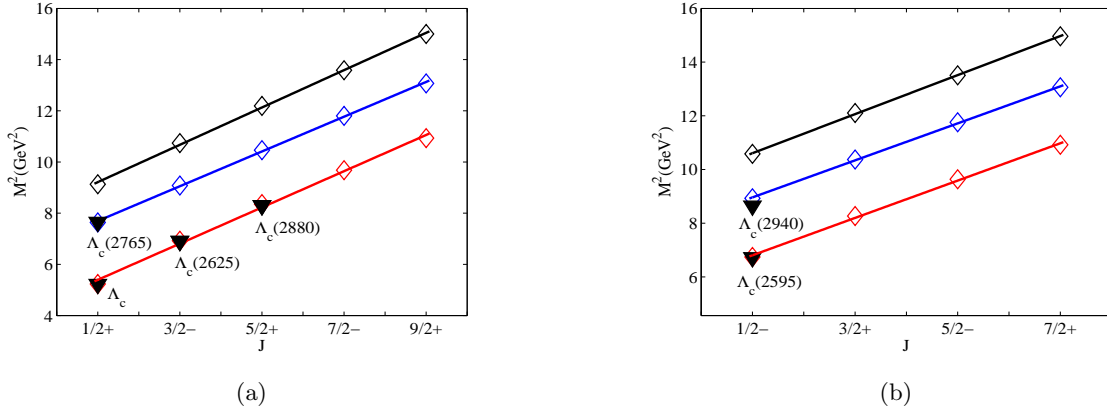 16
14
12
10
8
6
4
M²(GeV²)
Λc(2765)
Λc(2880)
Λc(2625)
Λc
1/2+ 3/2− 5/2+ 7/2− 9/2+
J
(a)
16
14
12
10
8
6
M²(GeV²)
Λc(2940)
Λc(2595)
1/2− 3/2+ 5/2− 7/2+
J
(b)